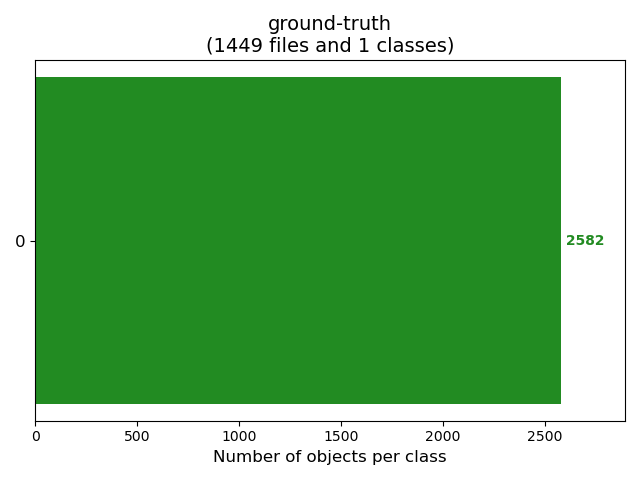 ground-truth
(1449 files and 1 classes)
0
2582
0 500 1000 1500 2000 2500
Number of objects per class